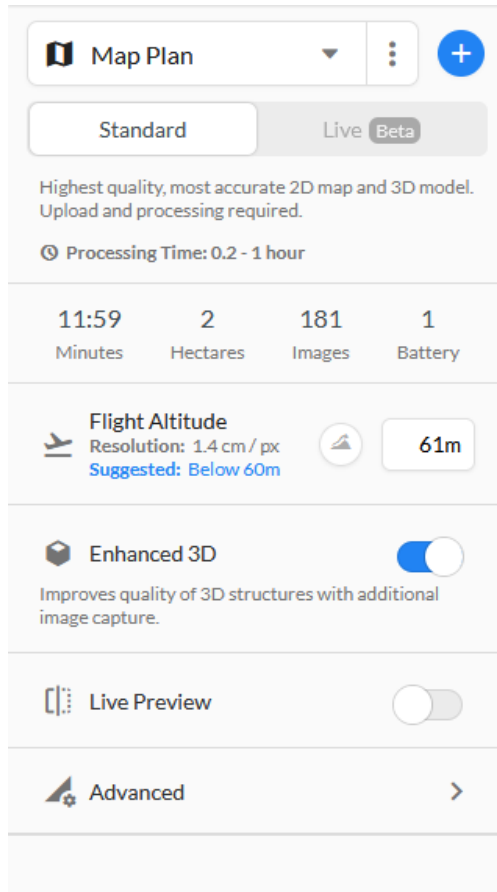 Map Plan
Standard
Live Beta
Highest quality, most accurate 2D map and 3D model.
Upload and processing required.
Processing Time: 0.2 - 1 hour
11:59 2 181 1
Minutes Hectares Images Battery
Flight Altitude
Resolution: 1.4 cm / px
Suggested: Below 60m
61m
Enhanced 3D
Improves quality of 3D structures with additional
image capture.
Live Preview
Advanced